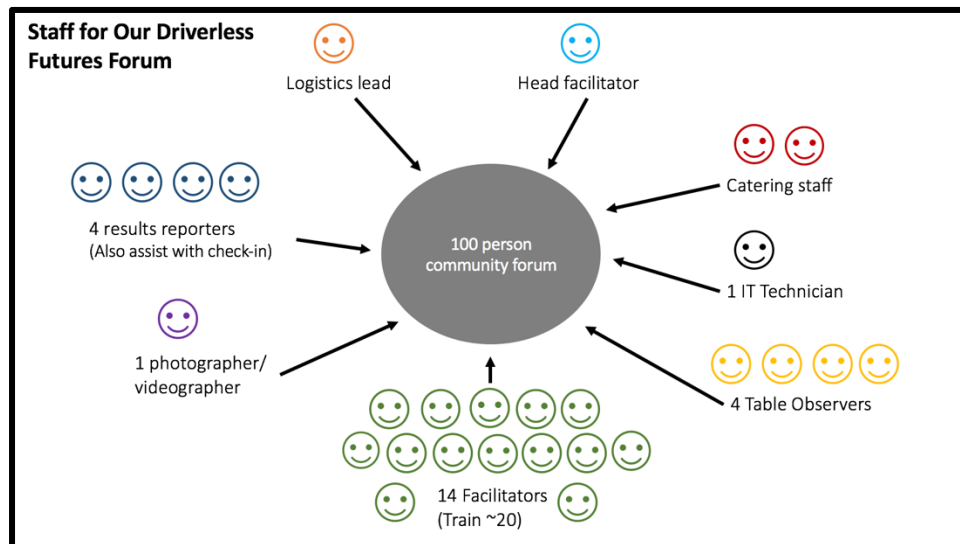 Staff for Our Driverless
Futures Forum
Logistics lead
Head facilitator
Catering staff
4 results reporters
(Also assist with check-in)
100 person
community forum
1 IT Technician
1 photographer/
videographer
4 Table Observers
14 Facilitators
(Train ~20)